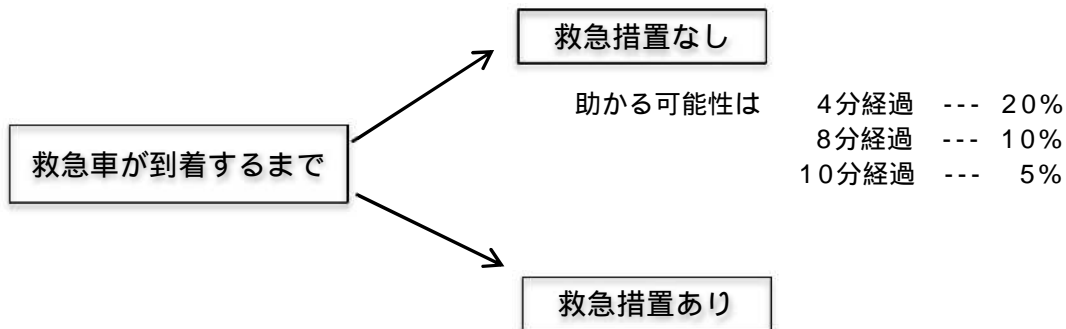 救急措置なし
助かる可能性は 4分経過 --- 20%
8分経過 --- 10%
10分経過 --- 5%
救急車が到着するまで
救急措置あり